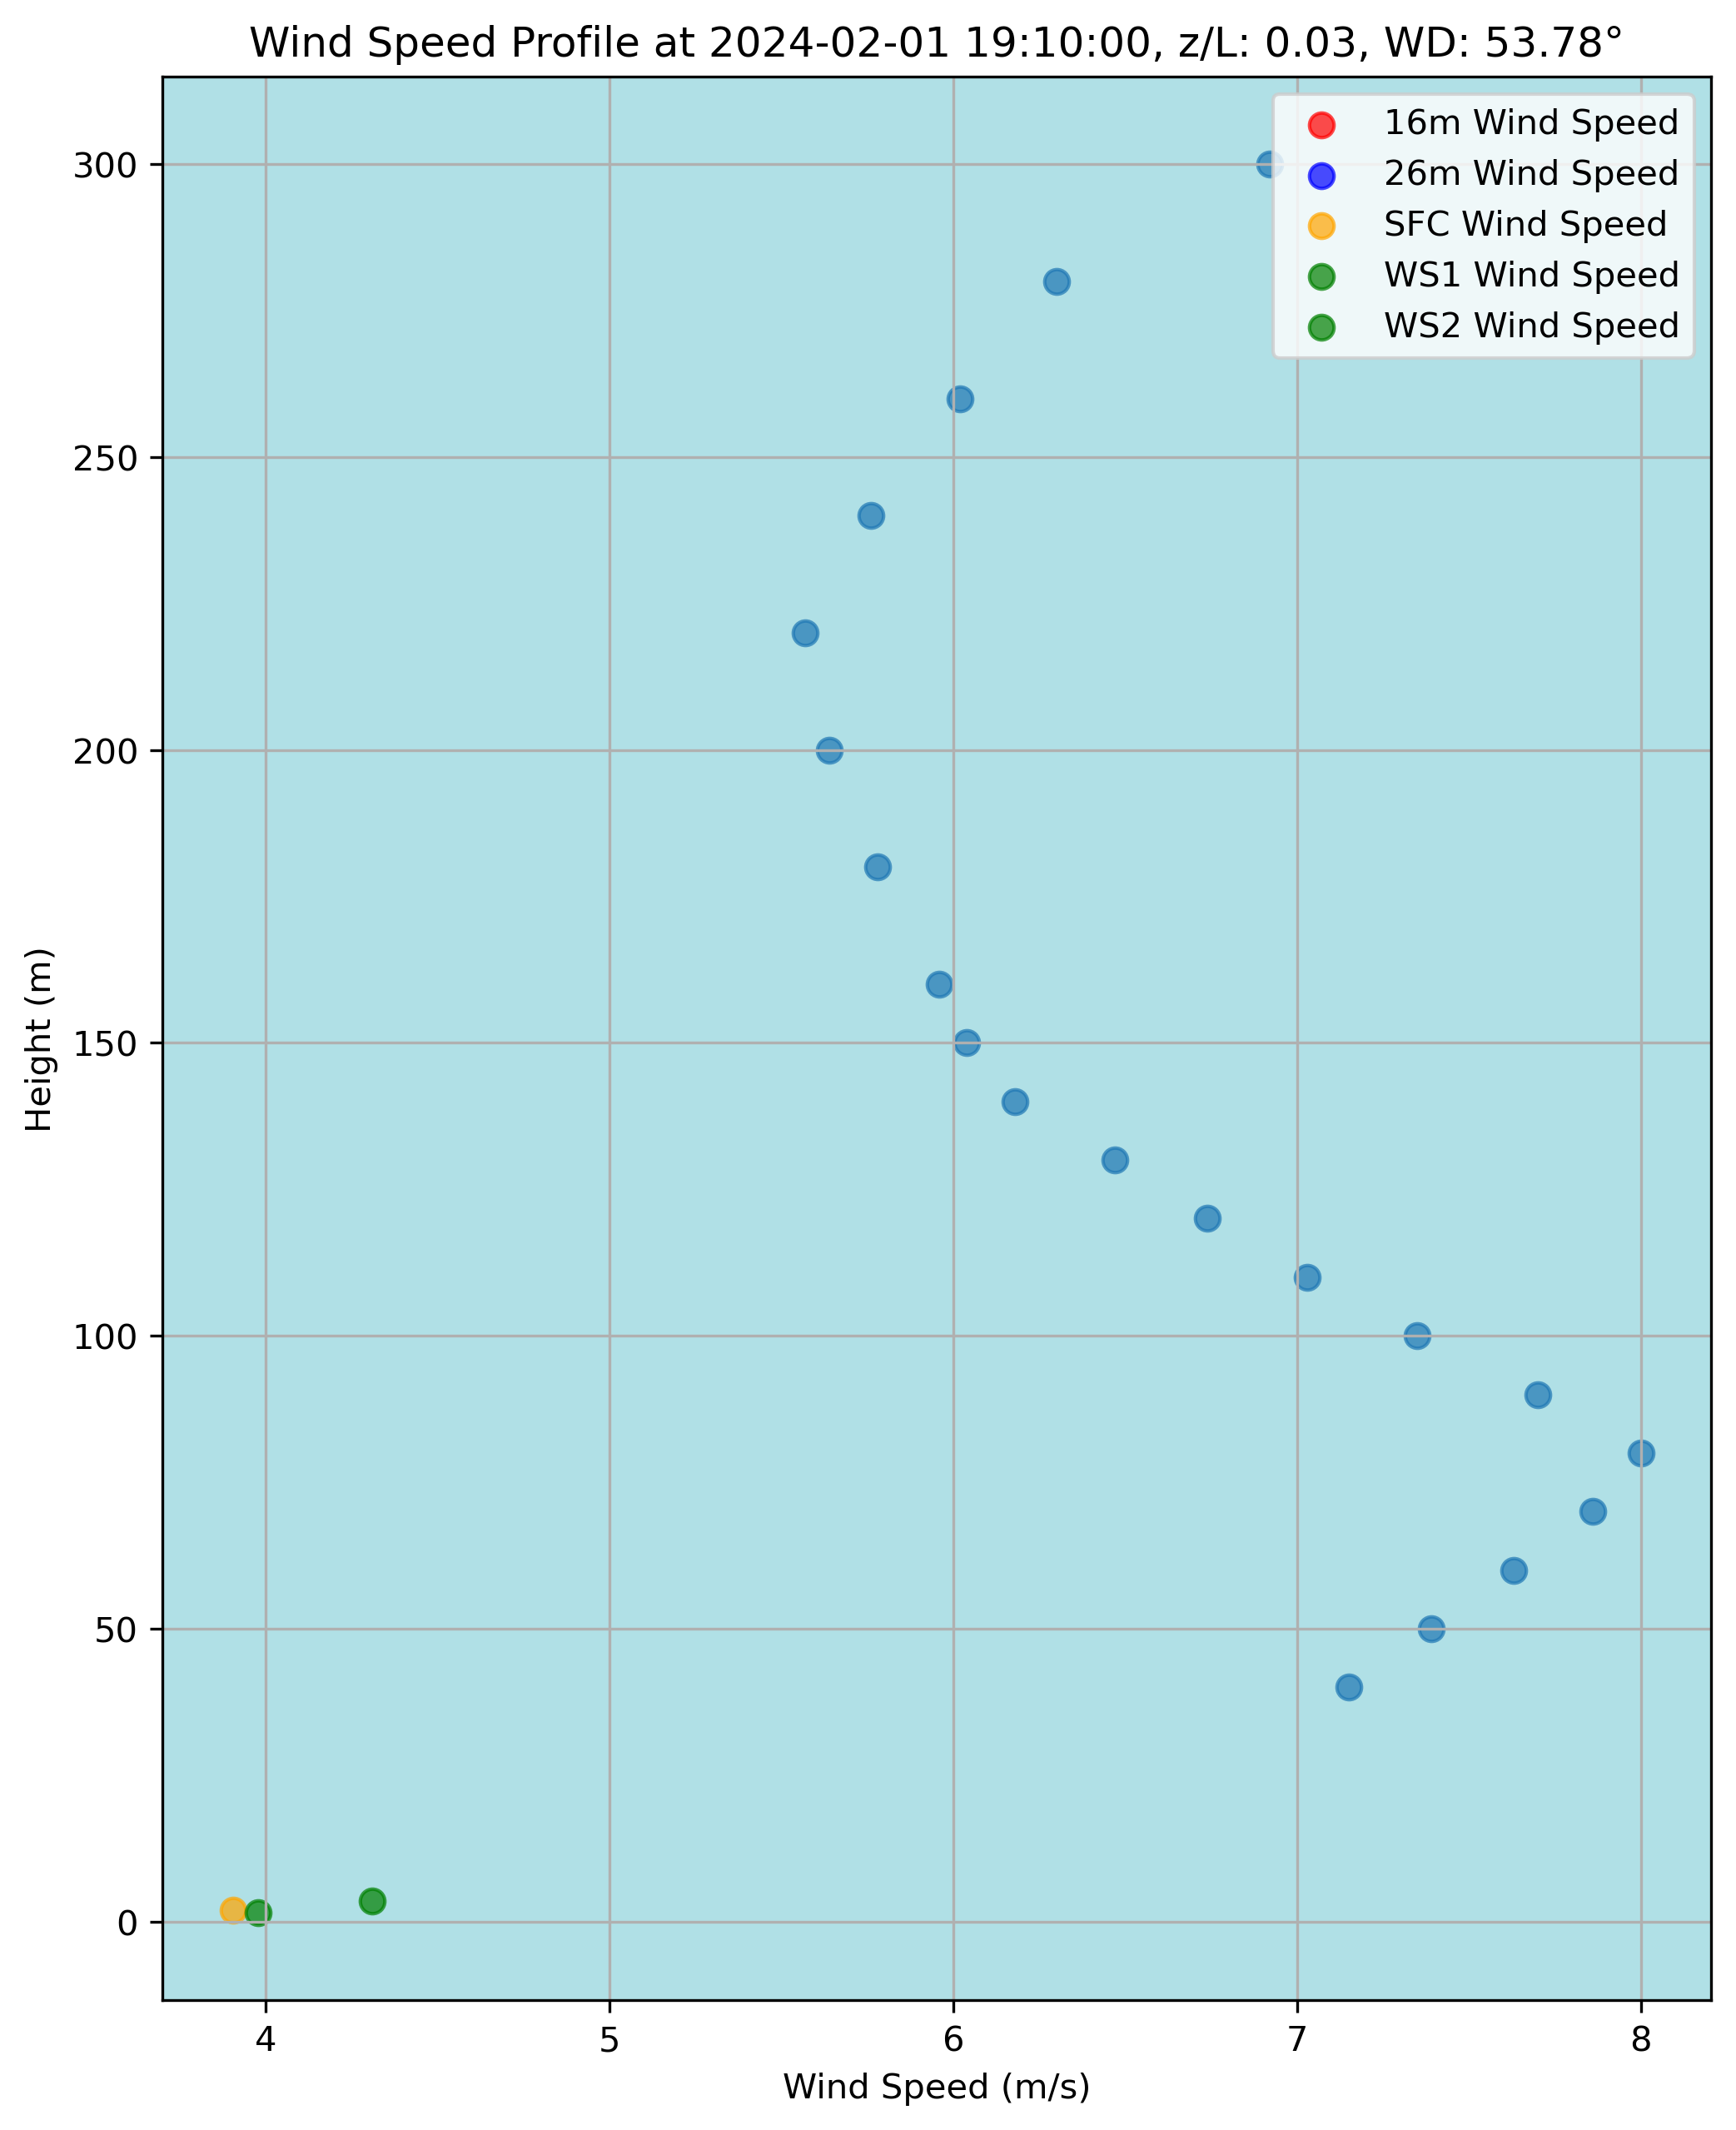 Wind Speed Profile at 2024-02-01 19:10:00, z/L: 0.03, WD: 53.78°
16m Wind Speed
26m Wind Speed
SFC Wind Speed
WS1 Wind Speed
WS2 Wind Speed
300
250
200
150
100
50
0
Height (m)
4 5 6 7 8
Wind Speed (m/s)